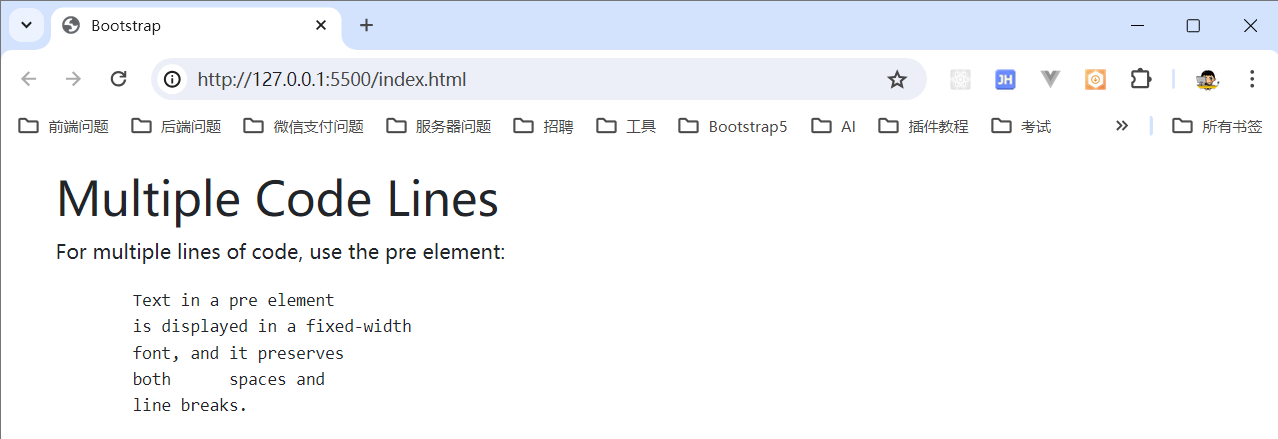 Bootstrap
http://127.0.0.1:5500/index.html
JH
前端问题 后端问题 微信支付问题 服务器问题 招聘 工具 Bootstrap5 AI 插件教程 考试 所有书签
Multiple Code Lines
For multiple lines of code, use the pre element:
Text in a pre element
is displayed in a fixed-width
font, and it preserves
both      spaces and
line breaks.